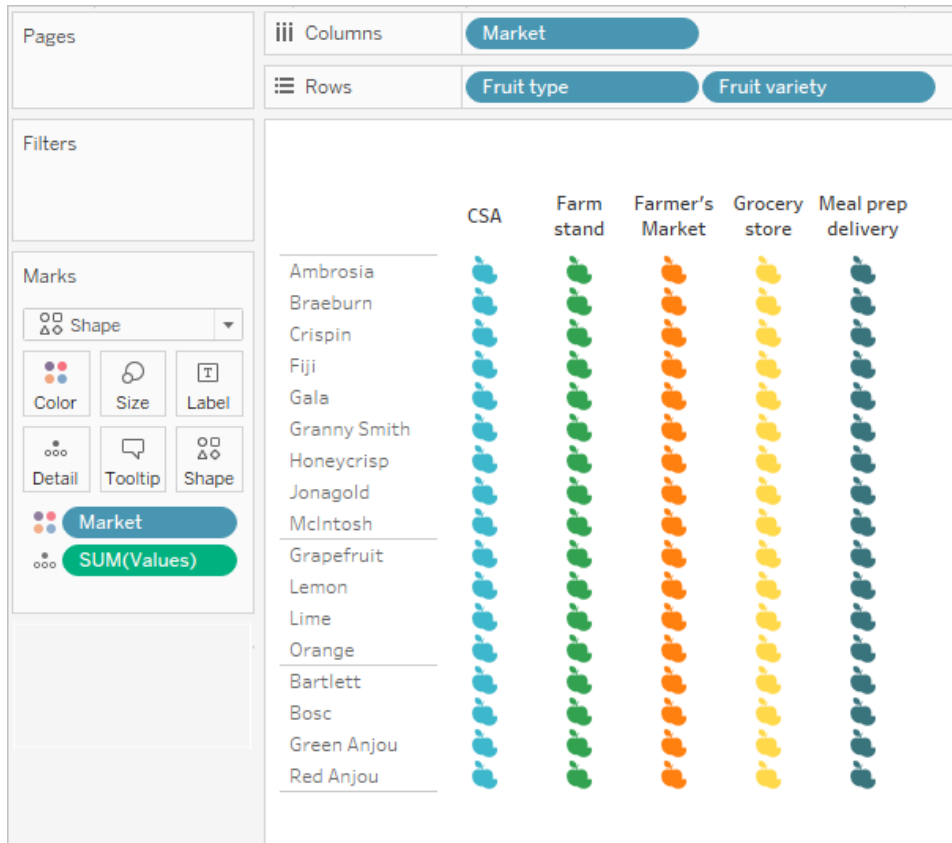 Pages
Columns Market
Rows Fruit type Fruit variety
Filters
Marks
Shape
Color Size Label
Detail Tooltip Shape
Market
SUM(Values)
CSA Farm stand Farmer's Market Grocery store Meal prep delivery
Ambrosia
Braeburn
Crispin
Fiji
Gala
Granny Smith
Honeycrisp
Jonagold
McIntosh
Grapefruit
Lemon
Lime
Orange
Bartlett
Bosc
Green Anjou
Red Anjou